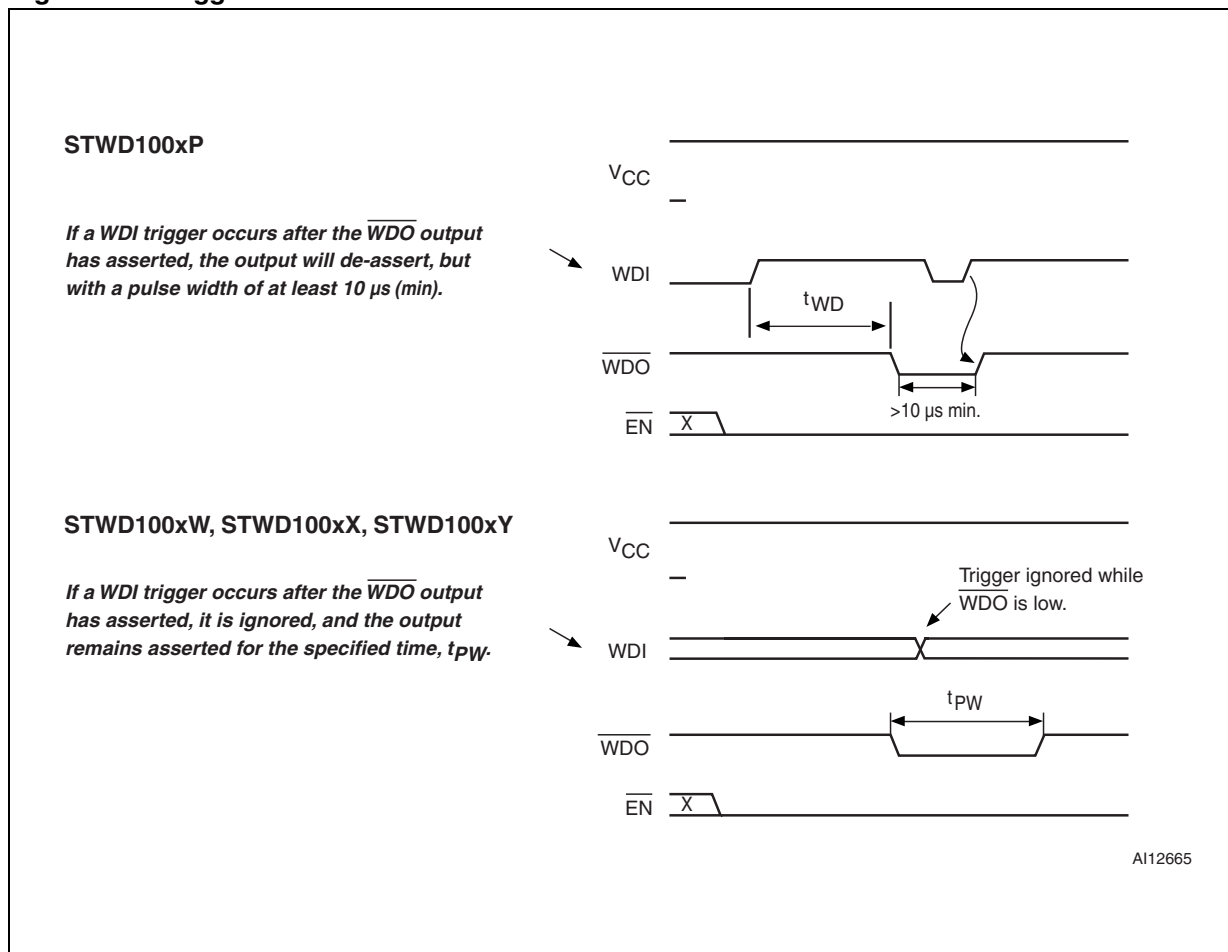 STWD100xP
If a WDI trigger occurs after the WDO output
has asserted, the output will de-assert, but
with a pulse width of at least 10 µs (min).
VCC
WDI
tWD
WDO
>10 µs min.
EN
X
STWD100xW, STWD100xX, STWD100xY
If a WDI trigger occurs after the WDO output
has asserted, it is ignored, and the output
remains asserted for the specified time, tPW.
VCC
Trigger ignored while
WDO is low.
WDI
tPW
WDO
EN
X
AI12665